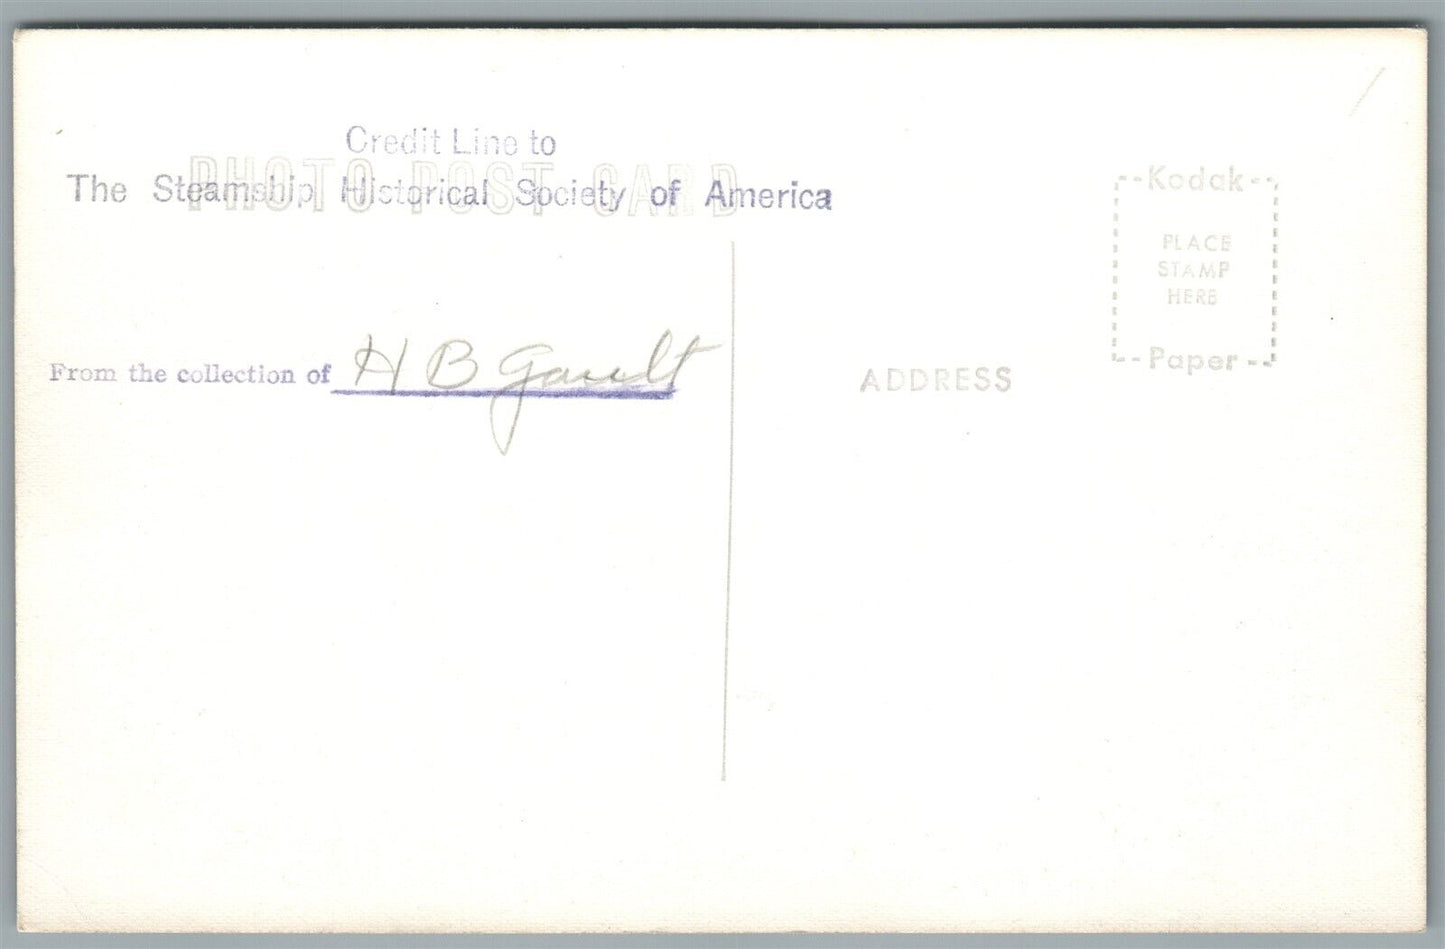 Credit Line to
PHOTO POST CARD
The Steamship Historical Society of America
--Kodak--
PLACE
STAMP
HERE
--Paper--
From the collection of H B Gault
ADDRESS